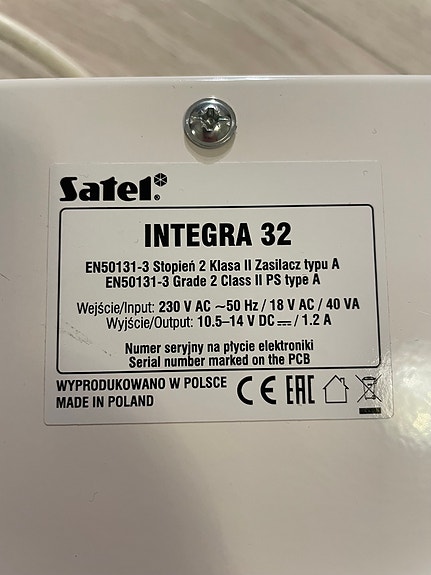 Satel®
INTEGRA 32
EN50131-3 Stopień 2 Klasa II Zasilacz typu A
EN50131-3 Grade 2 Class II PS type A
Wejście/Input: 230 V AC ~50 Hz / 18 V AC / 40 VA
Wyjście/Output: 10.5–14 V DC ⎓ / 1.2 A
Numer seryjny na płycie elektroniki
Serial number marked on the PCB
WYPRODUKOWANO W POLSCE
MADE IN POLAND
CE EAC